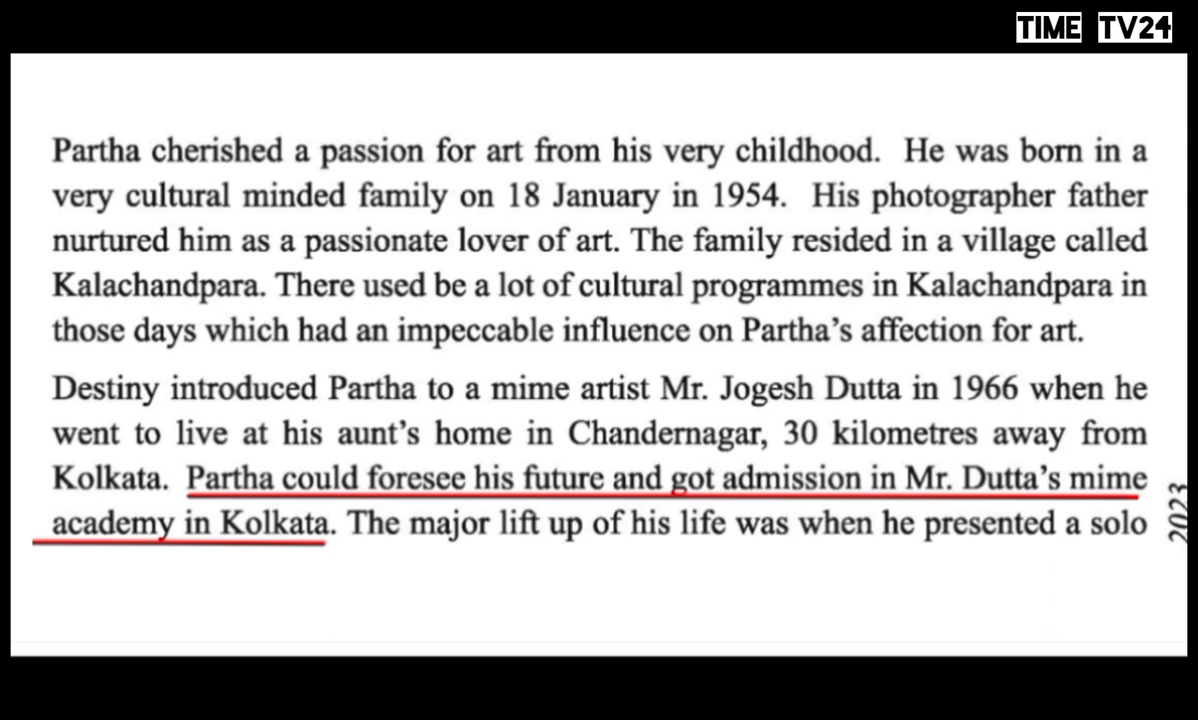 TIME TV24
Partha cherished a passion for art from his very childhood. He was born in a
very cultural minded family on 18 January in 1954. His photographer father
nurtured him as a passionate lover of art. The family resided in a village called
Kalachandpara. There used be a lot of cultural programmes in Kalachandpara in
those days which had an impeccable influence on Partha's affection for art.
Destiny introduced Partha to a mime artist Mr. Jogesh Dutta in 1966 when he
went to live at his aunt's home in Chandernagar, 30 kilometres away from
Kolkata. Partha could foresee his future and got admission in Mr. Dutta's mime
academy in Kolkata. The major lift up of his life was when he presented a solo
2023